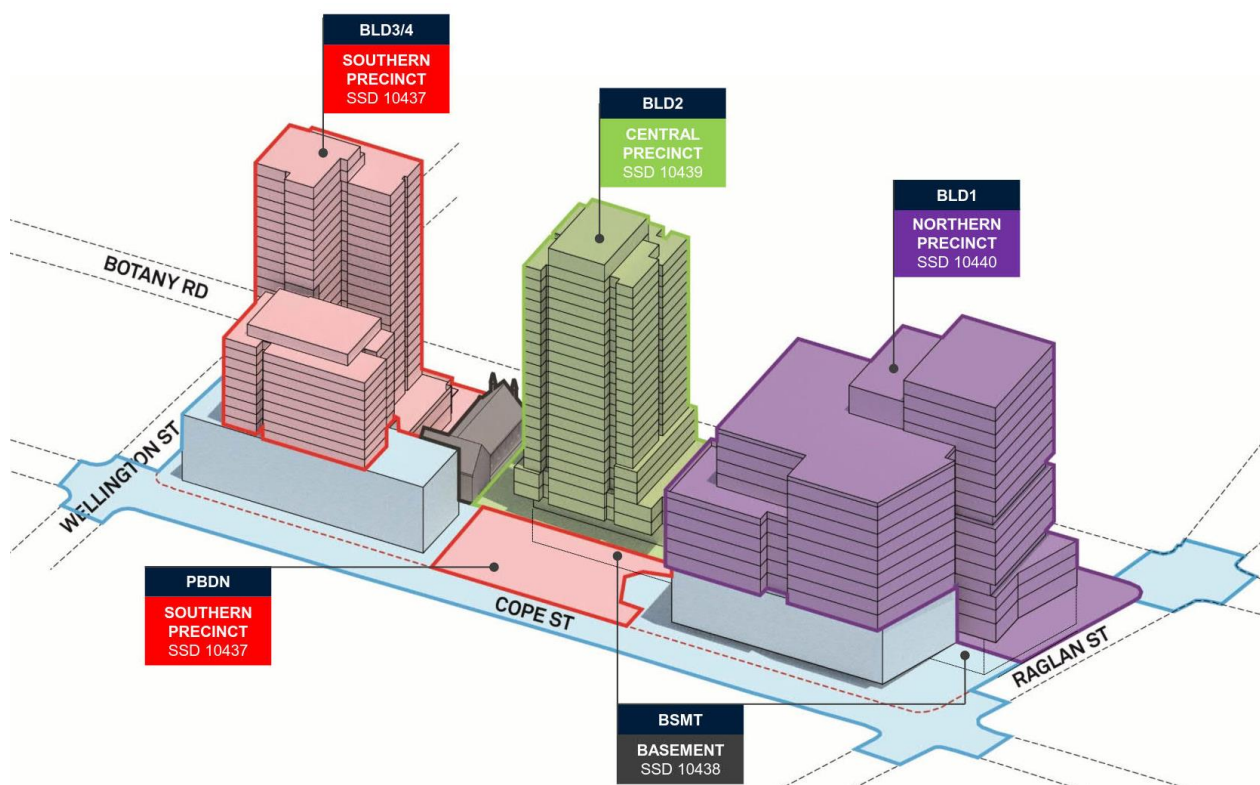 BLD3/4
SOUTHERN
PRECINCT
SSD 10437
BLD2
CENTRAL
PRECINCT
SSD 10439
BLD1
NORTHERN
PRECINCT
SSD 10440
BOTANY RD
WELLINGTON ST
PBDN
SOUTHERN
PRECINCT
SSD 10437
COPE ST
RAGLAN ST
BSMT
BASEMENT
SSD 10438